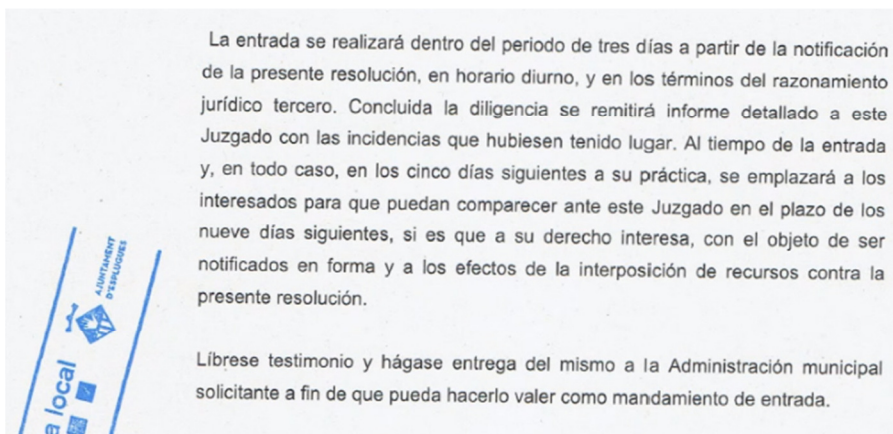 La entrada se realizará dentro del periodo de tres días a partir de la notificación
de la presente resolución, en horario diurno, y en los términos del razonamiento
jurídico tercero. Concluida la diligencia se remitirá informe detallado a este
Juzgado con las incidencias que hubiesen tenido lugar. Al tiempo de la entrada
y, en todo caso, en los cinco días siguientes a su práctica, se emplazará a los
interesados para que puedan comparecer ante este Juzgado en el plazo de los
nueve días siguientes, si es que a su derecho interesa, con el objeto de ser
notificados en forma y a los efectos de la interposición de recursos contra la
presente resolución.
Líbrese testimonio y hágase entrega del mismo a la Administración municipal
solicitante a fin de que pueda hacerlo valer como mandamiento de entrada.
AJUNTAMENT
D'ESPLUGUES
a local